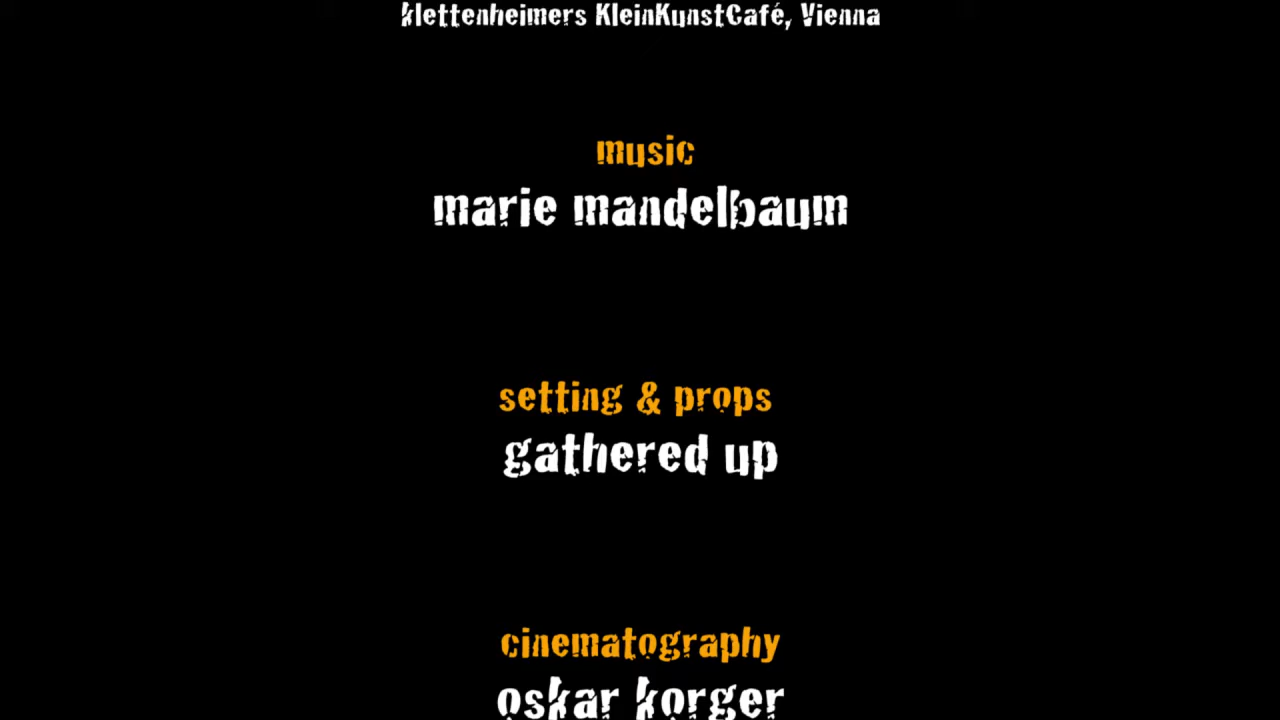 klettenheimers KleinKunstCafé, Vienna
music
marie mandelbaum
setting & props
gathered up
cinematography
oskar korger